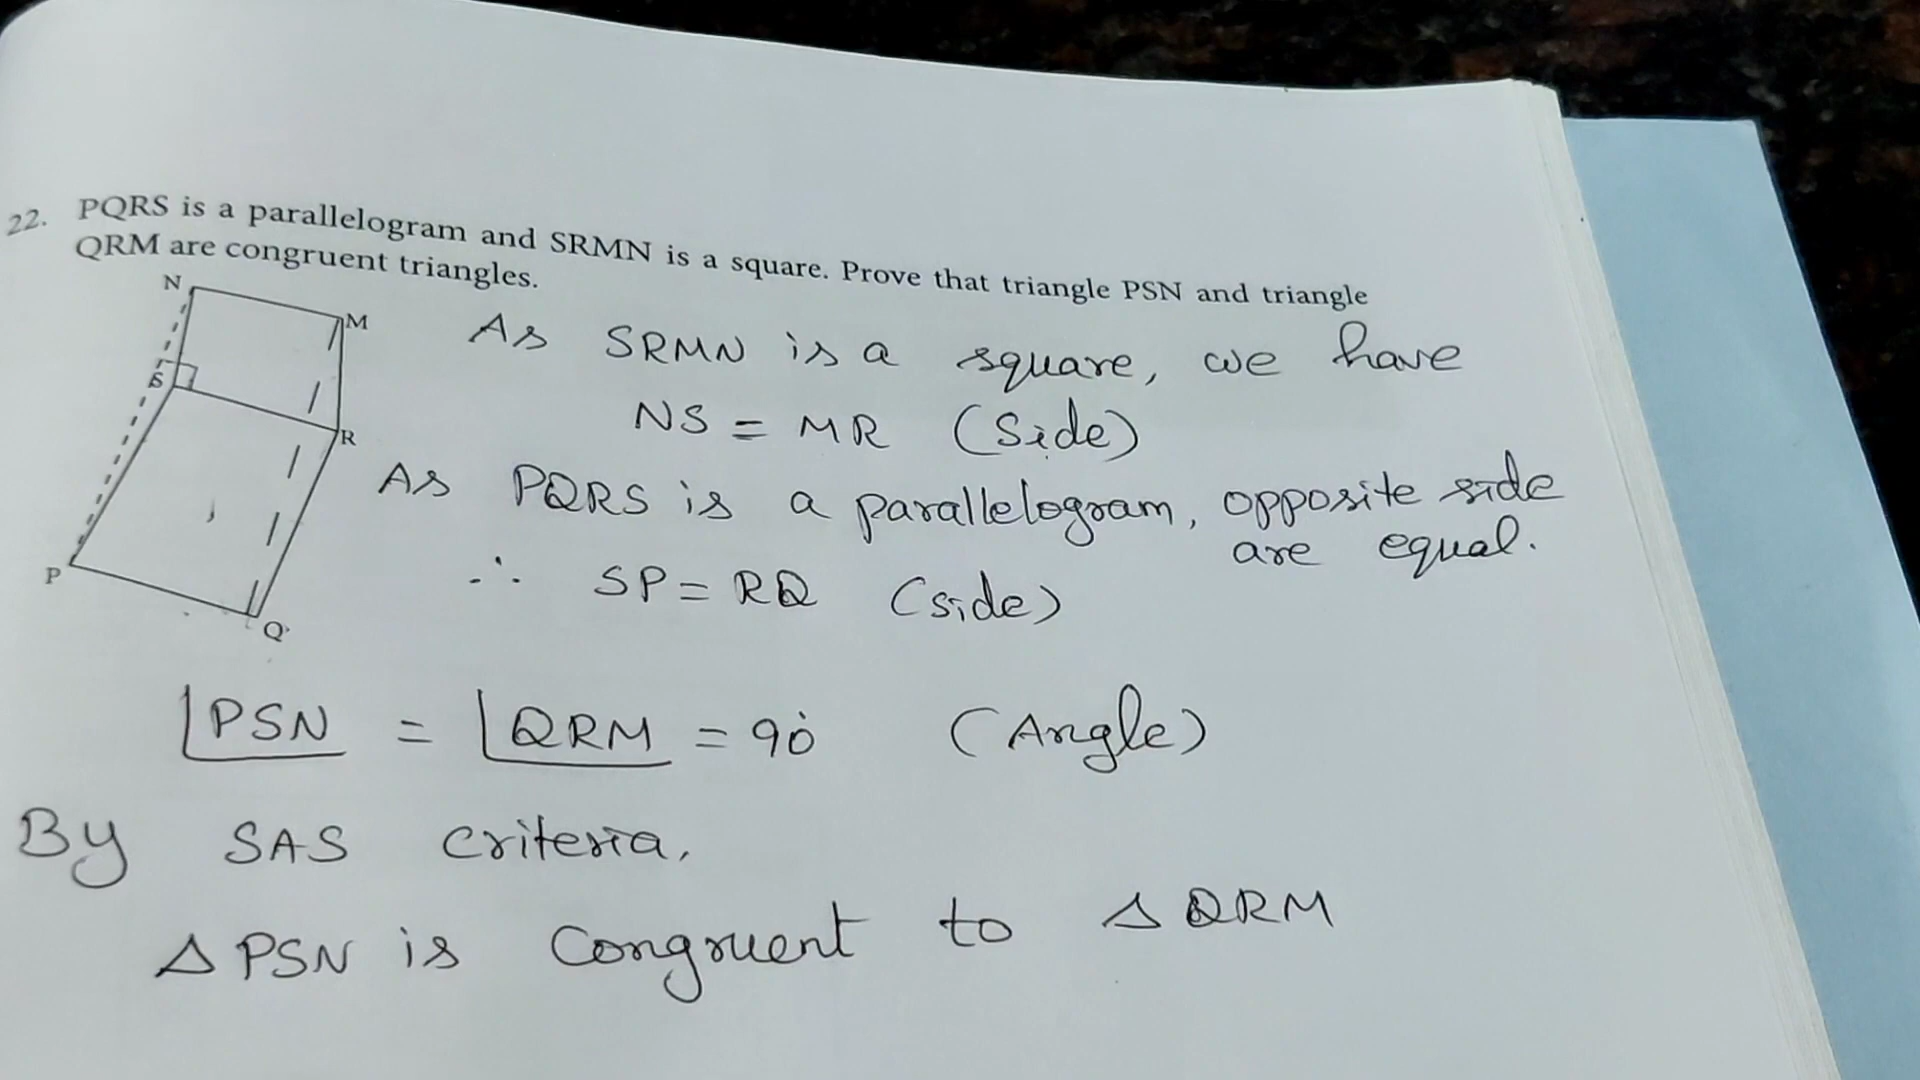 22. PQRS is a parallelogram and SRMN is a square. Prove that triangle PSN and triangle
QRM are congruent triangles.
N
M
S
R
P
Q
As SRMN is a square, we have
NS = MR (Side)
As PQRS is a parallelogram, opposite side
are equal.
∴ SP = RQ (side)
∠PSN = ∠QRM = 90° (Angle)
By SAS criteria,
△ PSN is congruent to △ QRM